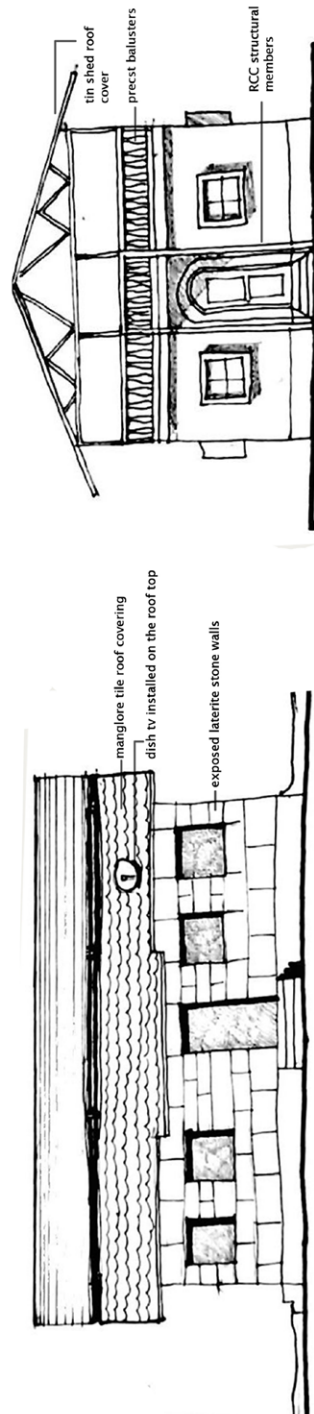 tin shed roof
cover
precst balusters
RCC structural
members
manglore tile roof covering
dish tv installed on the roof top
exposed laterite stone walls